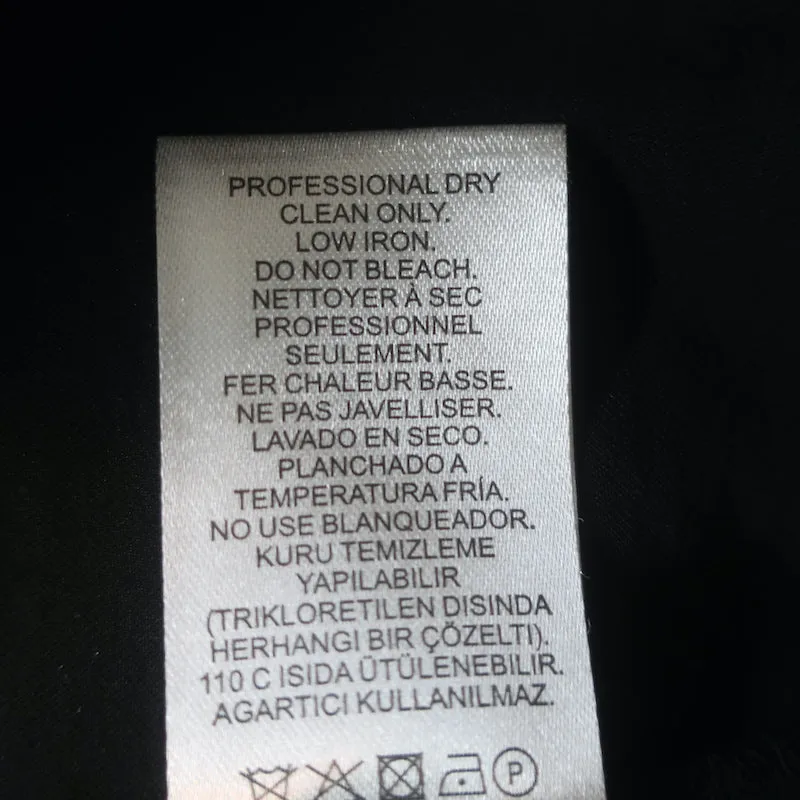 PROFESSIONAL DRY
CLEAN ONLY.
LOW IRON.
DO NOT BLEACH.
NETTOYER À SEC
PROFESSIONNEL
SEULEMENT.
FER CHALEUR BASSE.
NE PAS JAVELLISER.
LAVADO EN SECO.
PLANCHADO A
TEMPERATURA FRÍA.
NO USE BLANQUEADOR.
KURU TEMIZLEME
YAPILABILIR
(TRIKLORETILEN DISINDA
HERHANGI BIR ÇÖZELTI).
110 C ISIDA ÜTÜLENEBILIR.
AGARTICI KULLANILMAZ.
P